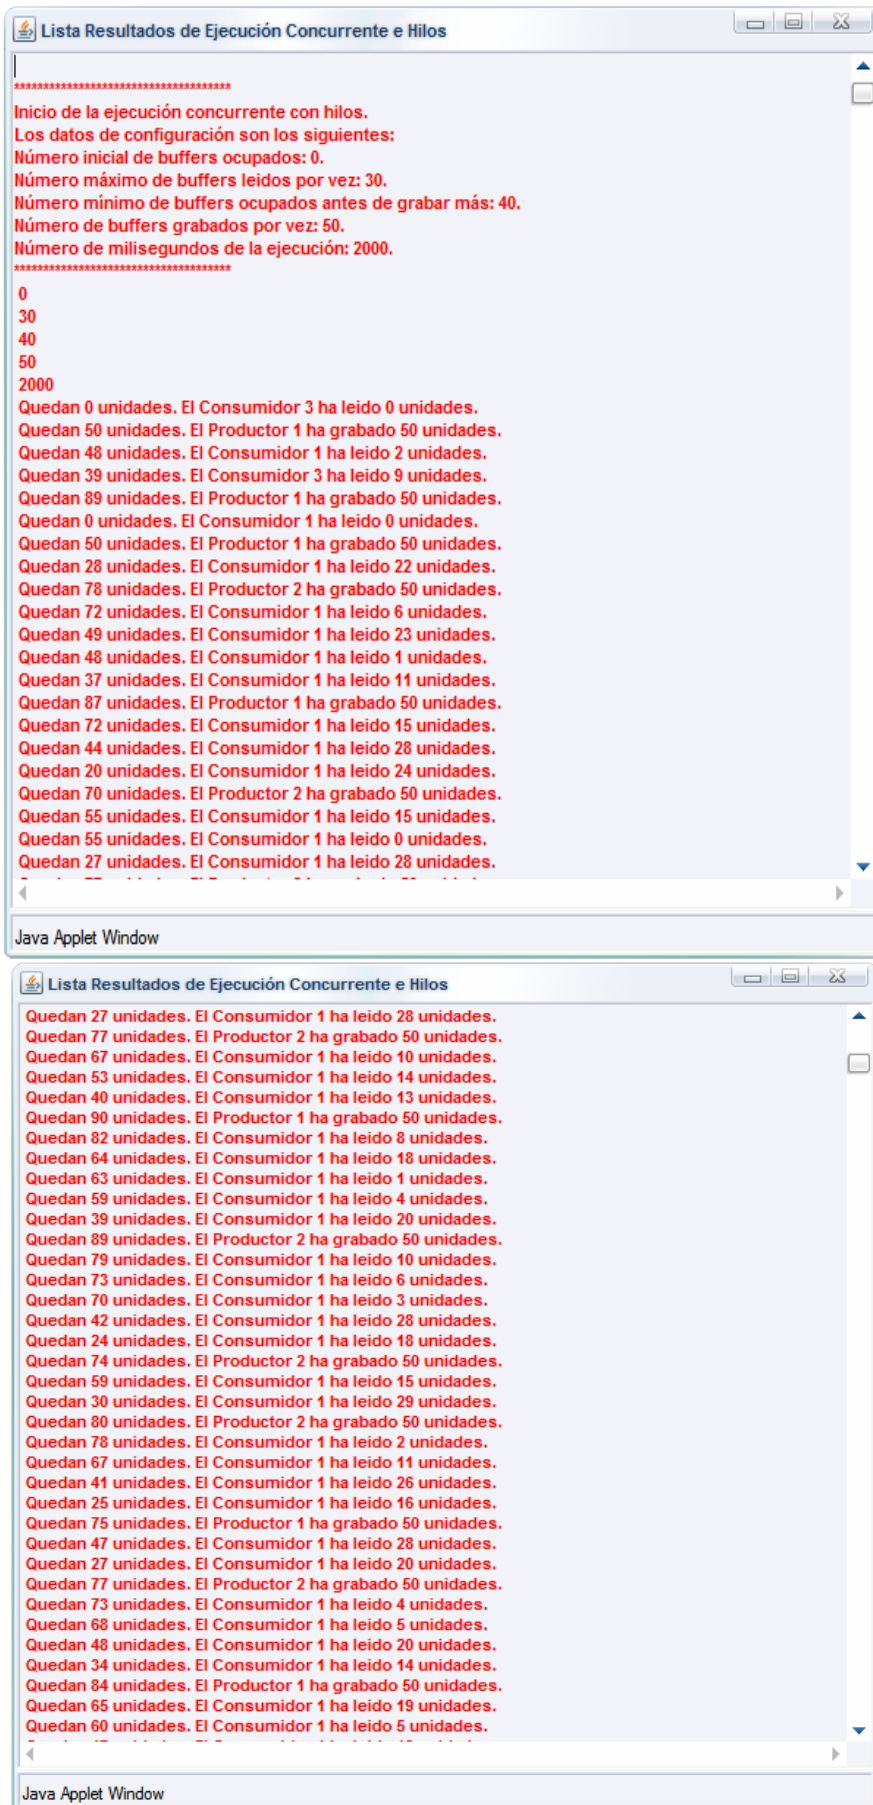 Lista Resultados de Ejecución Concurrente e Hilos
*************************************
Inicio de la ejecución concurrente con hilos.
Los datos de configuración son los siguientes:
Número inicial de buffers ocupados: 0.
Número máximo de buffers leidos por vez: 30.
Número mínimo de buffers ocupados antes de grabar más: 40.
Número de buffers grabados por vez: 50.
Número de milisegundos de la ejecución: 2000.
*************************************
0
30
40
50
2000
Quedan 0 unidades. El Consumidor 3 ha leido 0 unidades.
Quedan 50 unidades. El Productor 1 ha grabado 50 unidades.
Quedan 48 unidades. El Consumidor 1 ha leido 2 unidades.
Quedan 39 unidades. El Consumidor 3 ha leido 9 unidades.
Quedan 89 unidades. El Productor 1 ha grabado 50 unidades.
Quedan 0 unidades. El Consumidor 1 ha leido 0 unidades.
Quedan 50 unidades. El Productor 1 ha grabado 50 unidades.
Quedan 28 unidades. El Consumidor 1 ha leido 22 unidades.
Quedan 78 unidades. El Productor 2 ha grabado 50 unidades.
Quedan 72 unidades. El Consumidor 1 ha leido 6 unidades.
Quedan 49 unidades. El Consumidor 1 ha leido 23 unidades.
Quedan 48 unidades. El Consumidor 1 ha leido 1 unidades.
Quedan 37 unidades. El Consumidor 1 ha leido 11 unidades.
Quedan 87 unidades. El Productor 1 ha grabado 50 unidades.
Quedan 72 unidades. El Consumidor 1 ha leido 15 unidades.
Quedan 44 unidades. El Consumidor 1 ha leido 28 unidades.
Quedan 20 unidades. El Consumidor 1 ha leido 24 unidades.
Quedan 70 unidades. El Productor 2 ha grabado 50 unidades.
Quedan 55 unidades. El Consumidor 1 ha leido 15 unidades.
Quedan 55 unidades. El Consumidor 1 ha leido 0 unidades.
Quedan 27 unidades. El Consumidor 1 ha leido 28 unidades.
Java Applet Window
Lista Resultados de Ejecución Concurrente e Hilos
Quedan 27 unidades. El Consumidor 1 ha leido 28 unidades.
Quedan 77 unidades. El Productor 2 ha grabado 50 unidades.
Quedan 67 unidades. El Consumidor 1 ha leido 10 unidades.
Quedan 53 unidades. El Consumidor 1 ha leido 14 unidades.
Quedan 40 unidades. El Consumidor 1 ha leido 13 unidades.
Quedan 90 unidades. El Productor 1 ha grabado 50 unidades.
Quedan 82 unidades. El Consumidor 1 ha leido 8 unidades.
Quedan 64 unidades. El Consumidor 1 ha leido 18 unidades.
Quedan 63 unidades. El Consumidor 1 ha leido 1 unidades.
Quedan 59 unidades. El Consumidor 1 ha leido 4 unidades.
Quedan 39 unidades. El Consumidor 1 ha leido 20 unidades.
Quedan 89 unidades. El Productor 2 ha grabado 50 unidades.
Quedan 79 unidades. El Consumidor 1 ha leido 10 unidades.
Quedan 73 unidades. El Consumidor 1 ha leido 6 unidades.
Quedan 70 unidades. El Consumidor 1 ha leido 3 unidades.
Quedan 42 unidades. El Consumidor 1 ha leido 28 unidades.
Quedan 24 unidades. El Consumidor 1 ha leido 18 unidades.
Quedan 74 unidades. El Productor 2 ha grabado 50 unidades.
Quedan 59 unidades. El Consumidor 1 ha leido 15 unidades.
Quedan 30 unidades. El Consumidor 1 ha leido 29 unidades.
Quedan 80 unidades. El Productor 2 ha grabado 50 unidades.
Quedan 78 unidades. El Consumidor 1 ha leido 2 unidades.
Quedan 67 unidades. El Consumidor 1 ha leido 11 unidades.
Quedan 41 unidades. El Consumidor 1 ha leido 26 unidades.
Quedan 25 unidades. El Consumidor 1 ha leido 16 unidades.
Quedan 75 unidades. El Productor 1 ha grabado 50 unidades.
Quedan 47 unidades. El Consumidor 1 ha leido 28 unidades.
Quedan 27 unidades. El Consumidor 1 ha leido 20 unidades.
Quedan 77 unidades. El Productor 2 ha grabado 50 unidades.
Quedan 73 unidades. El Consumidor 1 ha leido 4 unidades.
Quedan 68 unidades. El Consumidor 1 ha leido 5 unidades.
Quedan 48 unidades. El Consumidor 1 ha leido 20 unidades.
Quedan 34 unidades. El Consumidor 1 ha leido 14 unidades.
Quedan 84 unidades. El Productor 1 ha grabado 50 unidades.
Quedan 65 unidades. El Consumidor 1 ha leido 19 unidades.
Quedan 60 unidades. El Consumidor 1 ha leido 5 unidades.
Java Applet Window